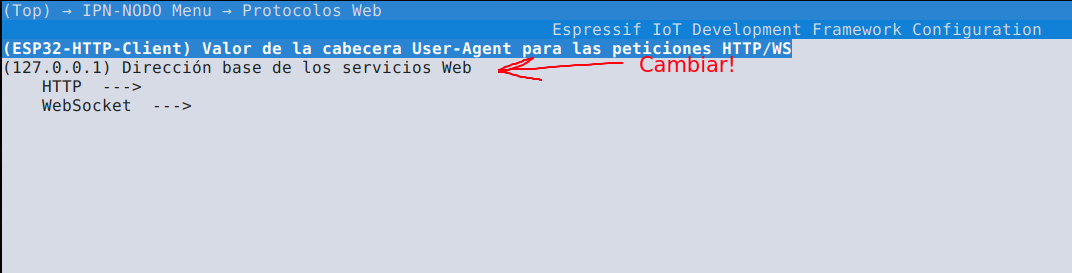 (Top) → IPN-NODO Menu → Protocolos Web
Espressif IoT Development Framework Configuration
(ESP32-HTTP-Client) Valor de la cabecera User-Agent para las peticiones HTTP/WS
(127.0.0.1) Dirección base de los servicios Web
Cambiar!
HTTP --->
WebSocket --->